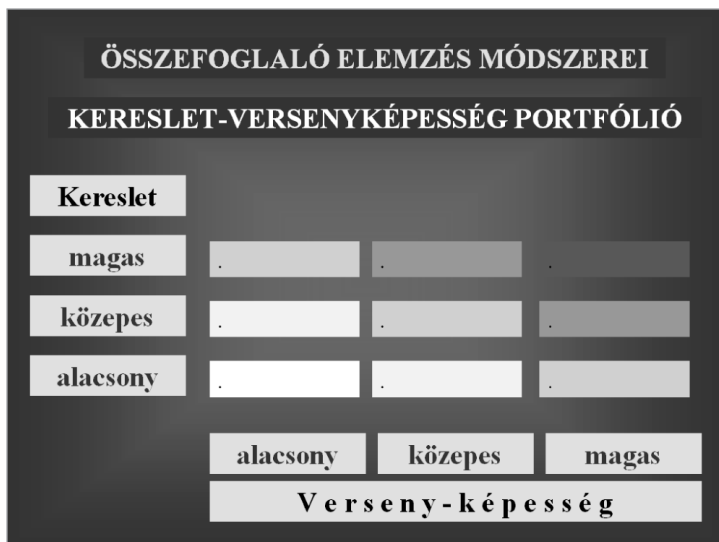 ÖSSZEFOGLALÓ ELEMZÉS MÓDSZEREI
KERESLET-VERSENYKÉPESSÉG PORTFÓLIÓ
Kereslet
magas . . .
közepes . . .
alacsony . . .
alacsony közepes magas
V e r s e n y - k é p e s s é g